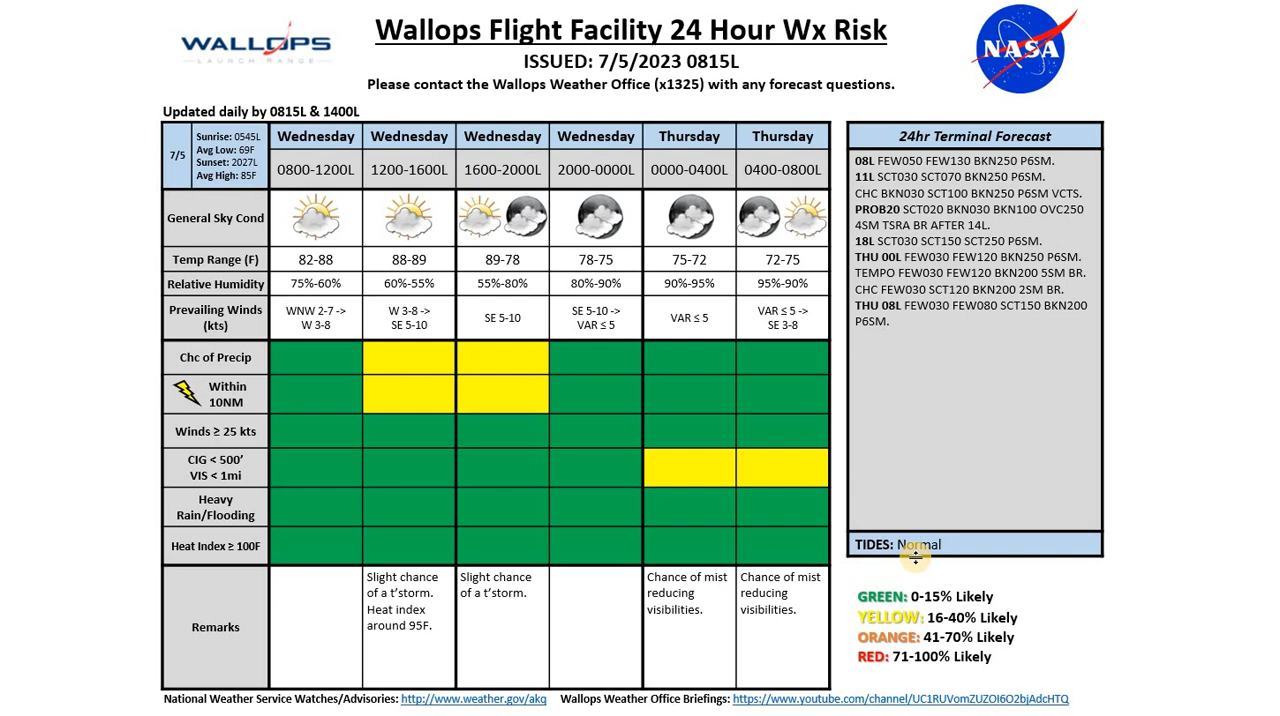 WALLOPS
LAUNCH RANGE
Wallops Flight Facility 24 Hour Wx Risk
ISSUED: 7/5/2023 0815L
Please contact the Wallops Weather Office (x1325) with any forecast questions.
NASA
Updated daily by 0815L & 1400L
7/5
Sunrise: 0545L
Avg Low: 69F
Sunset: 2027L
Avg High: 85F
Wednesday Wednesday Wednesday Wednesday Thursday Thursday
0800-1200L 1200-1600L 1600-2000L 2000-0000L 0000-0400L 0400-0800L
General Sky Cond
Temp Range (F) 82-88 88-89 89-78 78-75 75-72 72-75
Relative Humidity 75%-60% 60%-55% 55%-80% 80%-90% 90%-95% 95%-90%
Prevailing Winds WNW 2-7 -> W 3-8 -> SE 5-10 SE 5-10 -> VAR ≤ 5 VAR ≤ 5 ->
(kts) W 3-8 SE 5-10 VAR ≤ 5 SE 3-8
Chc of Precip
Within
10NM
Winds ≥ 25 kts
CIG < 500’
VIS < 1mi
Heavy
Rain/Flooding
Heat Index ≥ 100F
Remarks
Slight chance
of a t’storm.
Heat index
around 95F.
Slight chance
of a t’storm.
Chance of mist
reducing
visibilities.
Chance of mist
reducing
visibilities.
24hr Terminal Forecast
08L FEW050 FEW130 BKN250 P6SM.
11L SCT030 SCT070 BKN250 P6SM.
CHC BKN030 SCT100 BKN250 P6SM VCTS.
PROB20 SCT020 BKN030 BKN100 OVC250
4SM TSRA BR AFTER 14L.
18L SCT030 SCT150 SCT250 P6SM.
THU 00L FEW030 FEW120 BKN250 P6SM.
TEMPO FEW030 FEW120 BKN200 5SM BR.
CHC FEW030 SCT120 BKN200 2SM BR.
THU 08L FEW030 FEW080 SCT150 BKN200
P6SM.
TIDES: Normal
GREEN: 0-15% Likely
YELLOW: 16-40% Likely
ORANGE: 41-70% Likely
RED: 71-100% Likely
National Weather Service Watches/Advisories: http://www.weather.gov/akq Wallops Weather Office Briefings: https://www.youtube.com/channel/UC1RUVomZUZOI6O2bjAdcHTQ